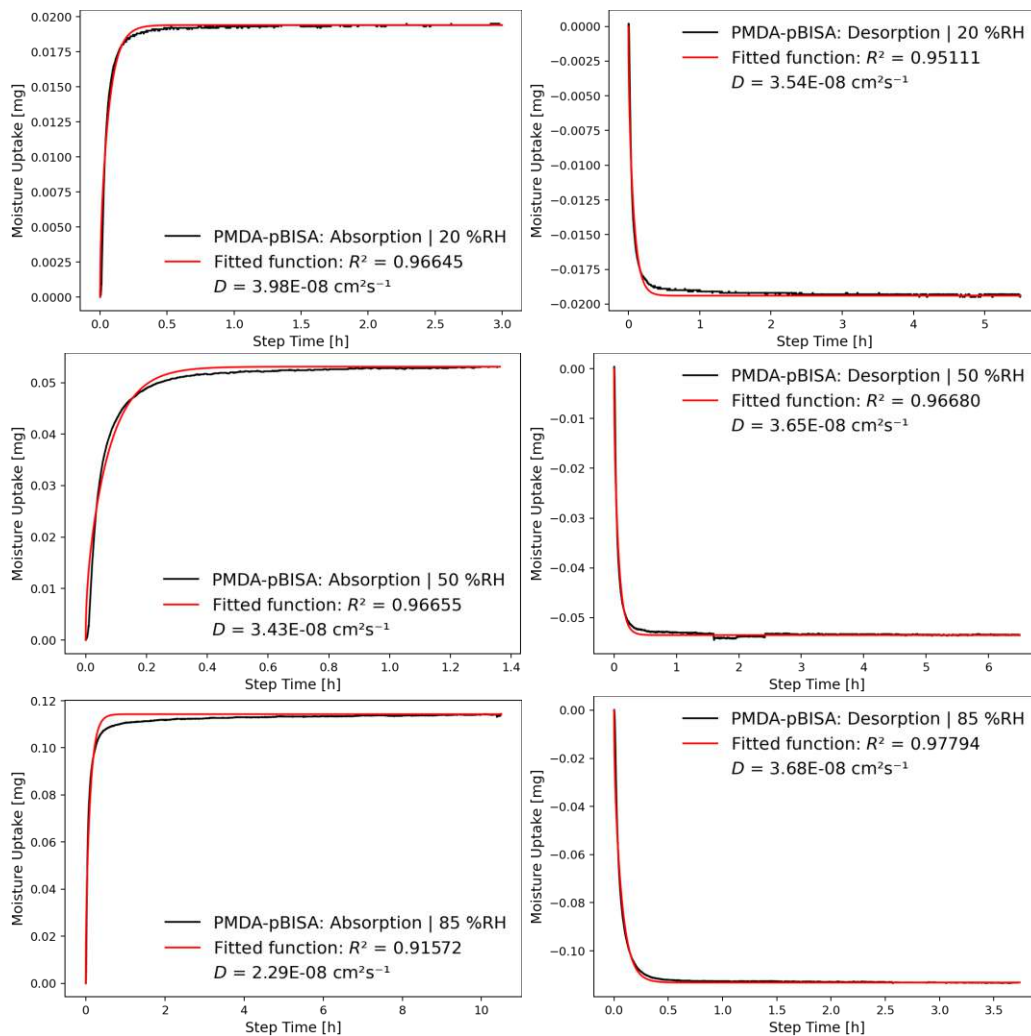 0.0200
0.0175
0.0150
0.0125
0.0100
0.0075
0.0050
0.0025
0.0000
Moisture Uptake [mg]
PMDA-pBISA: Absorption | 20 %RH
Fitted function: R² = 0.96645
D = 3.98E-08 cm²s⁻¹
0.0 0.5 1.0 1.5 2.0 2.5 3.0
Step Time [h]
0.0000
−0.0025
−0.0050
−0.0075
−0.0100
−0.0125
−0.0150
−0.0175
−0.0200
Moisture Uptake [mg]
PMDA-pBISA: Desorption | 20 %RH
Fitted function: R² = 0.95111
D = 3.54E-08 cm²s⁻¹
0 1 2 3 4 5
Step Time [h]
0.05
0.04
0.03
0.02
0.01
0.00
Moisture Uptake [mg]
PMDA-pBISA: Absorption | 50 %RH
Fitted function: R² = 0.96655
D = 3.43E-08 cm²s⁻¹
0.0 0.2 0.4 0.6 0.8 1.0 1.2 1.4
Step Time [h]
0.00
−0.01
−0.02
−0.03
−0.04
−0.05
Moisture Uptake [mg]
PMDA-pBISA: Desorption | 50 %RH
Fitted function: R² = 0.96680
D = 3.65E-08 cm²s⁻¹
0 1 2 3 4 5 6
Step Time [h]
0.12
0.10
0.08
0.06
0.04
0.02
0.00
Moisture Uptake [mg]
PMDA-pBISA: Absorption | 85 %RH
Fitted function: R² = 0.91572
D = 2.29E-08 cm²s⁻¹
0 2 4 6 8 10
Step Time [h]
0.00
−0.02
−0.04
−0.06
−0.08
−0.10
Moisture Uptake [mg]
PMDA-pBISA: Desorption | 85 %RH
Fitted function: R² = 0.97794
D = 3.68E-08 cm²s⁻¹
0.0 0.5 1.0 1.5 2.0 2.5 3.0 3.5
Step Time [h]